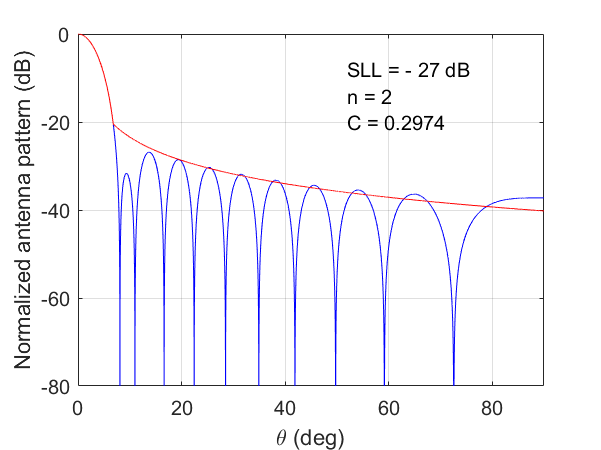 Normalized antenna pattern (dB)
0
-20
-40
-60
-80
SLL = - 27 dB
n = 2
C = 0.2974
0 20 40 60 80
θ (deg)